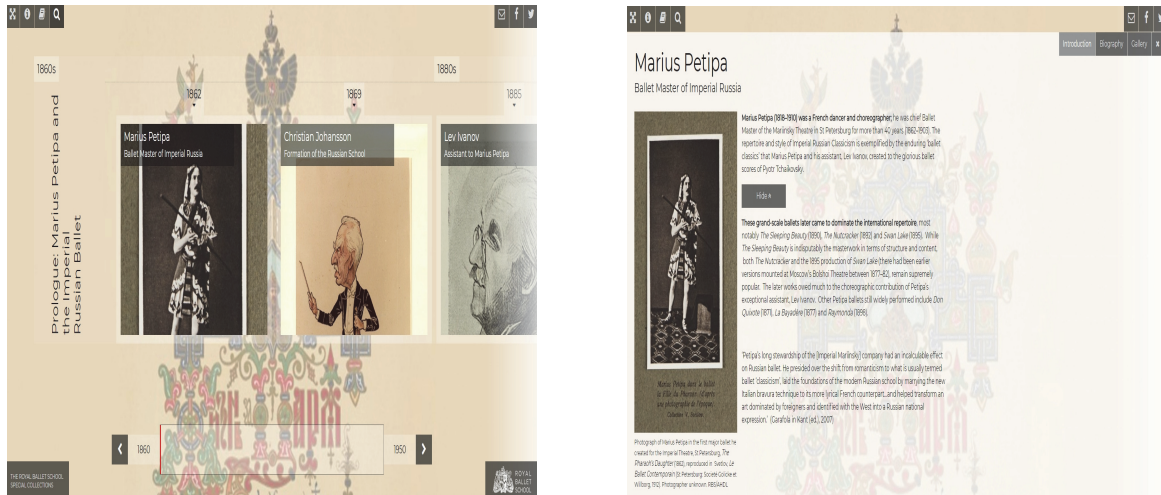 1860s
1880s
1862
1869
1885
Prologue: Marius Petipa and
the Imperial
Russian Ballet
Marius Petipa
Ballet Master of Imperial Russia
Christian Johansson
Formation of the Russian School
Lev Ivanov
Assistant to Marius Petipa
1860
1950
THE ROYAL BALLET SCHOOL
SPECIAL COLLECTIONS
ROYAL
BALLET
SCHOOL
Introduction Biography Gallery x
Marius Petipa
Ballet Master of Imperial Russia
Marius Petipa (1818-1910) was a French dancer and choreographer; he was chief Ballet
Master of the Mariinsky Theatre in St Petersburg for more than 40 years (1862-1903). The
repertoire and style of Imperial Russian Classicism is exemplified by the enduring 'ballet
classics' that Marius Petipa and his assistant, Lev Ivanov, created to the glorious ballet
scores of Pyotr Tchaikovsky.
Hide
These grand-scale ballets later came to dominate the international repertoire, most
notably The Sleeping Beauty (1890), The Nutcracker (1892) and Swan Lake (1895). While
The Sleeping Beauty is indisputably the masterwork in terms of structure and content,
both The Nutcracker and the 1895 production of Swan Lake (there had been earlier
versions mounted at Moscow's Bolshoi Theatre between 1877-82), remain supremely
popular. The later works owed much to the choreographic contribution of Petipa's
exceptional assistant, Lev Ivanov. Other Petipa ballets still widely performed include Don
Quixote (1871), La Bayadère (1877) and Raymonda (1898).
'Petipa's long stewardship of the [Imperial Mariinsky] company had an incalculable effect
on Russian ballet. He presided over the shift from romanticism to what is usually termed
ballet 'classicism', laid the foundations of the modern Russian school by marrying the new
Italian bravura technique to its more lyrical French counterpart, and helped transform an
art dominated by foreigners and identified with the West into a Russian national
expression.' (Garafola in Kant (ed.), 2007)
Marius Petipa dans le ballet
la Fille du Pharaon (d'après
une photographie de l'époque.
Photograph of Marius Petipa in the first major ballet he
created for the Imperial Theatre, St Petersburg, The
Pharaoh's Daughter (1862), reproduced in Svetlov, Le
Ballet Contemporain (St Petersburg: Société Golicke et
Willborg, 1912). Photographer unknown. RBS/AHDL